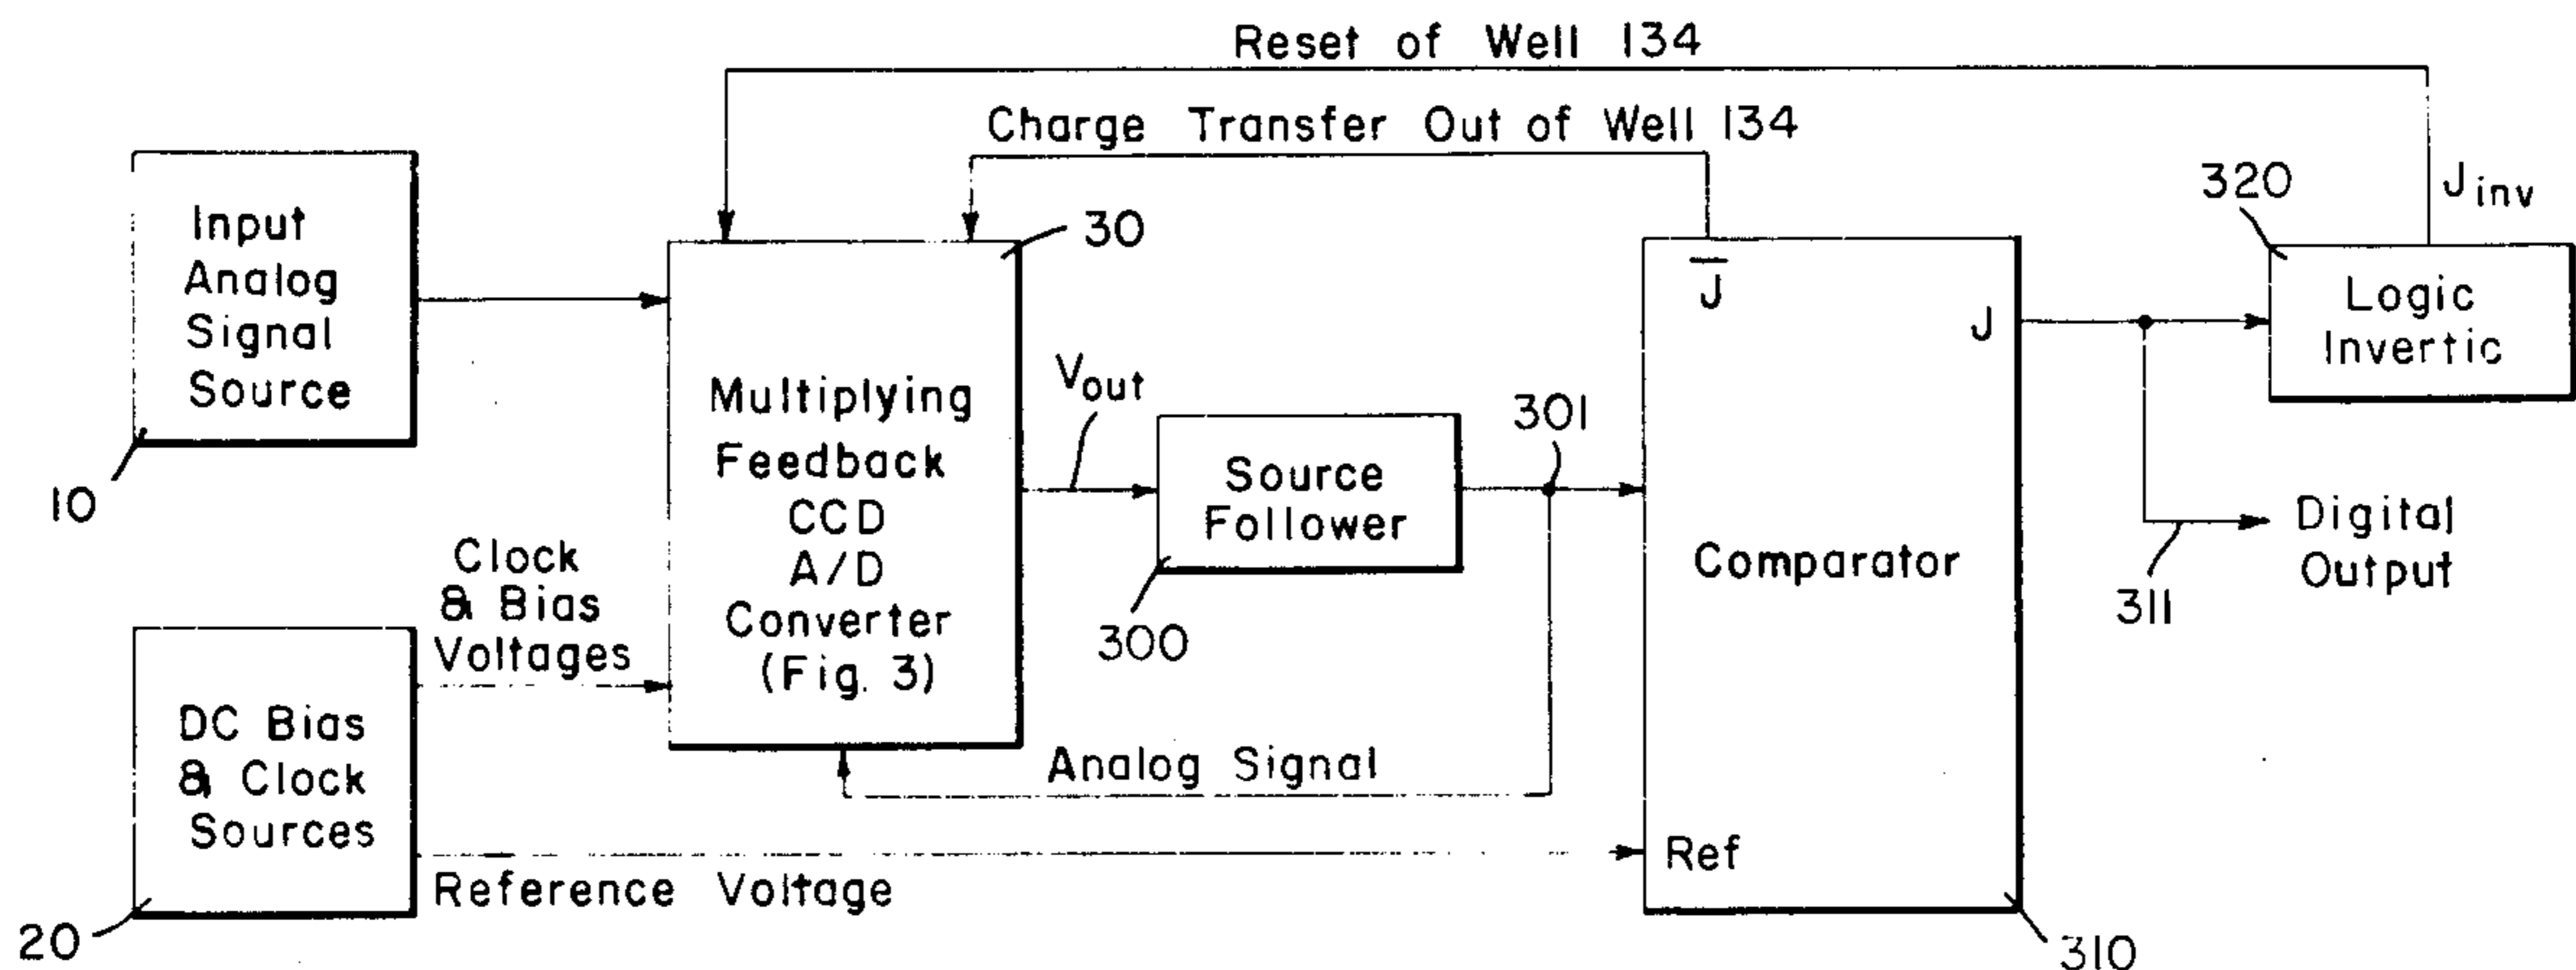 Reset of Well 134
Charge Transfer Out of Well 134
Input
Analog
Signal
Source
10
30
Multiplying
Feedback
CCD
A/D
Converter
(Fig. 3)
Clock
& Bias
Voltages
DC Bias
& Clock
Sources
20
Reference Voltage
Vout
Source
Follower
300
301
Analog Signal
J̅
J
Comparator
Ref
310
320
Jinv
Logic
Invertic
311
Digital
Output